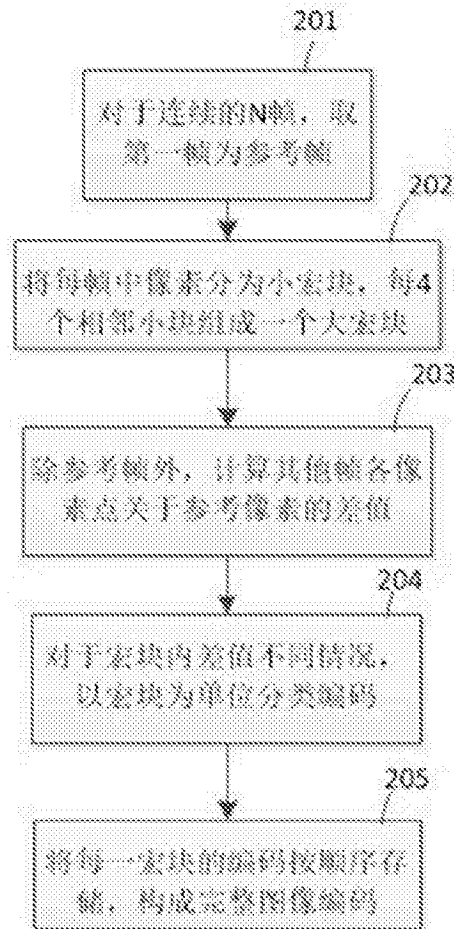 201
对于连续的N帧，取
第一帧为参考帧
202
将每帧中像素分为小宏块，每4
个相邻小块组成一个大宏块
203
除参考帧外，计算其他帧各像
素点关于参考像素的差值
204
对于宏块内差值不同情况，
以宏块为单位分类编码
205
将每一宏块的编码按顺序存
储，构成完整图像编码